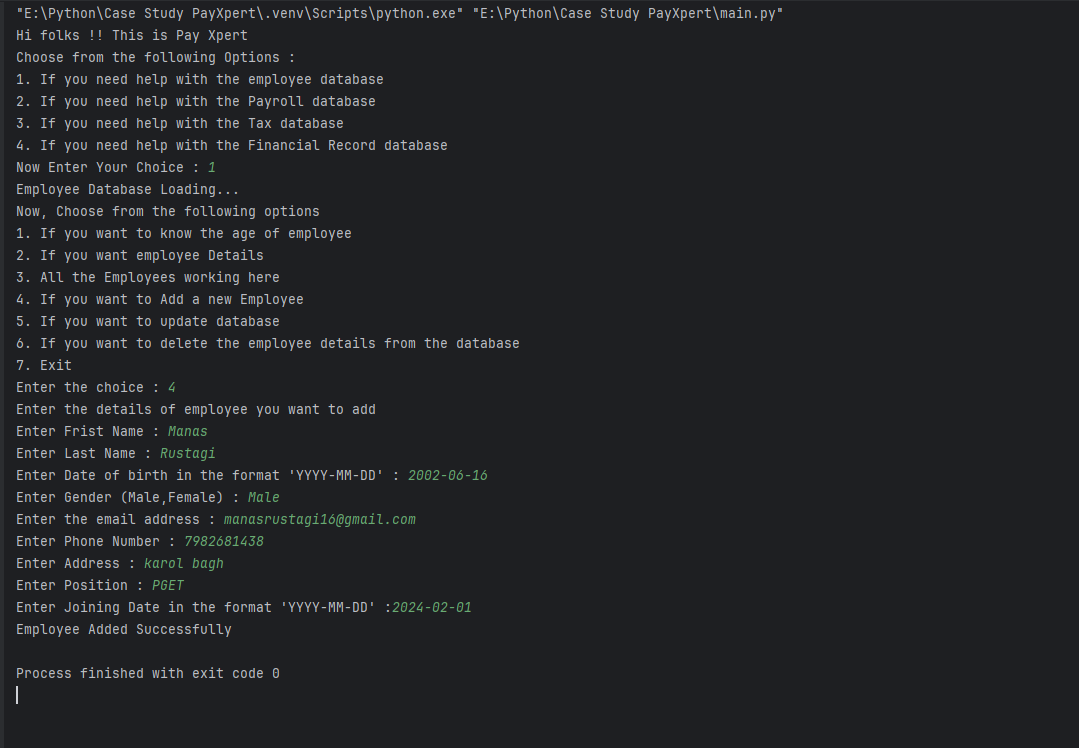 "E:\Python\Case Study PayXpert\.venv\Scripts\python.exe" "E:\Python\Case Study PayXpert\main.py"
Hi folks !! This is Pay Xpert
Choose from the following Options :
1. If you need help with the employee database
2. If you need help with the Payroll database
3. If you need help with the Tax database
4. If you need help with the Financial Record database
Now Enter Your Choice : 1
Employee Database Loading...
Now, Choose from the following options
1. If you want to know the age of employee
2. If you want employee Details
3. All the Employees working here
4. If you want to Add a new Employee
5. If you want to update database
6. If you want to delete the employee details from the database
7. Exit
Enter the choice : 4
Enter the details of employee you want to add
Enter Frist Name : Manas
Enter Last Name : Rustagi
Enter Date of birth in the format 'YYYY-MM-DD' : 2002-06-16
Enter Gender (Male,Female) : Male
Enter the email address : manasrustagi16@gmail.com
Enter Phone Number : 7982681438
Enter Address : karol bagh
Enter Position : PGET
Enter Joining Date in the format 'YYYY-MM-DD' :2024-02-01
Employee Added Successfully
Process finished with exit code 0